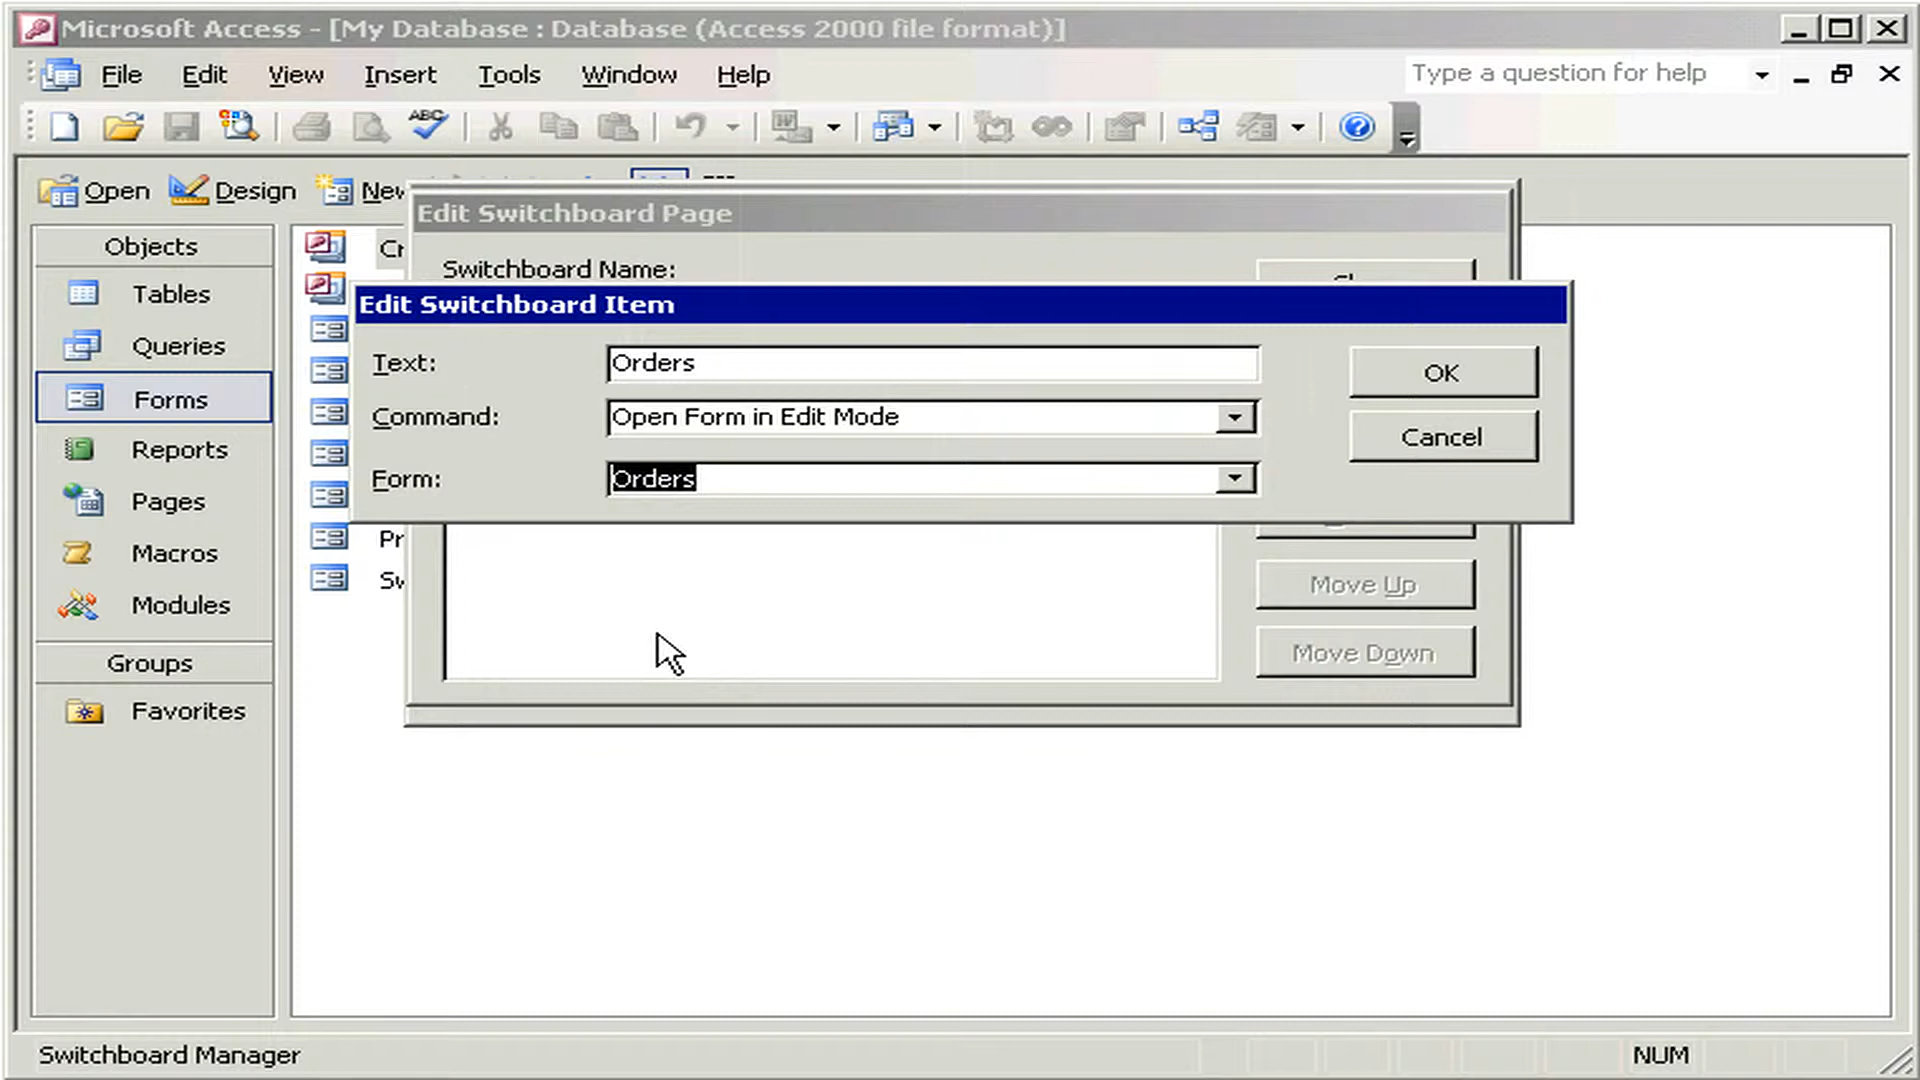 Microsoft Access - [My Database : Database (Access 2000 file format)]
File Edit View Insert Tools Window Help
Type a question for help
Open Design New
Edit Switchboard Page
Objects
Switchboard Name:
Tables
Edit Switchboard Item
Queries
Text: Orders
OK
Forms
Command: Open Form in Edit Mode
Cancel
Reports
Form: Orders
Pages
Pr
Macros
Sw
Move Up
Modules
Move Down
Groups
Favorites
Switchboard Manager
NUM